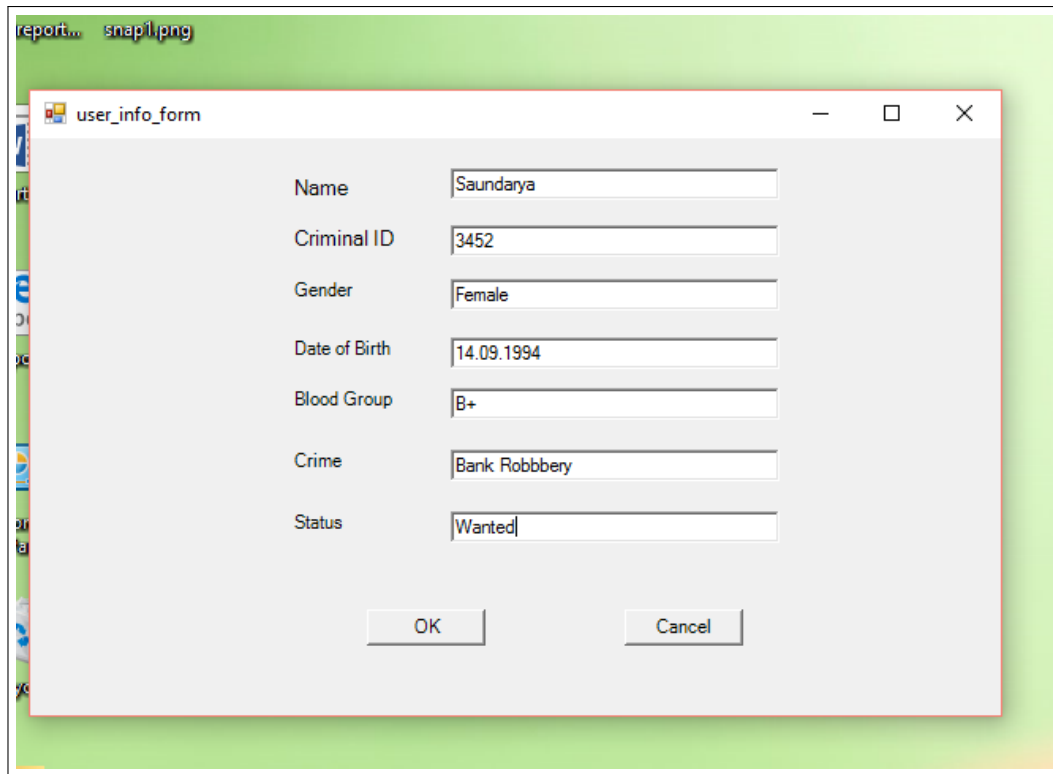 report... snap1.png
user_info_form
Name Saundarya
Criminal ID 3452
Gender Female
Date of Birth 14.09.1994
Blood Group B+
Crime Bank Robbbery
Status Wanted
OK Cancel